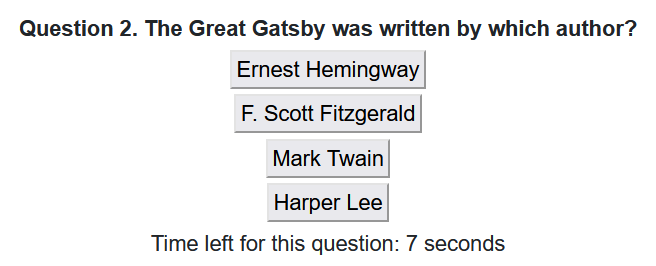 Question 2. The Great Gatsby was written by which author?
Ernest Hemingway
F. Scott Fitzgerald
Mark Twain
Harper Lee
Time left for this question: 7 seconds